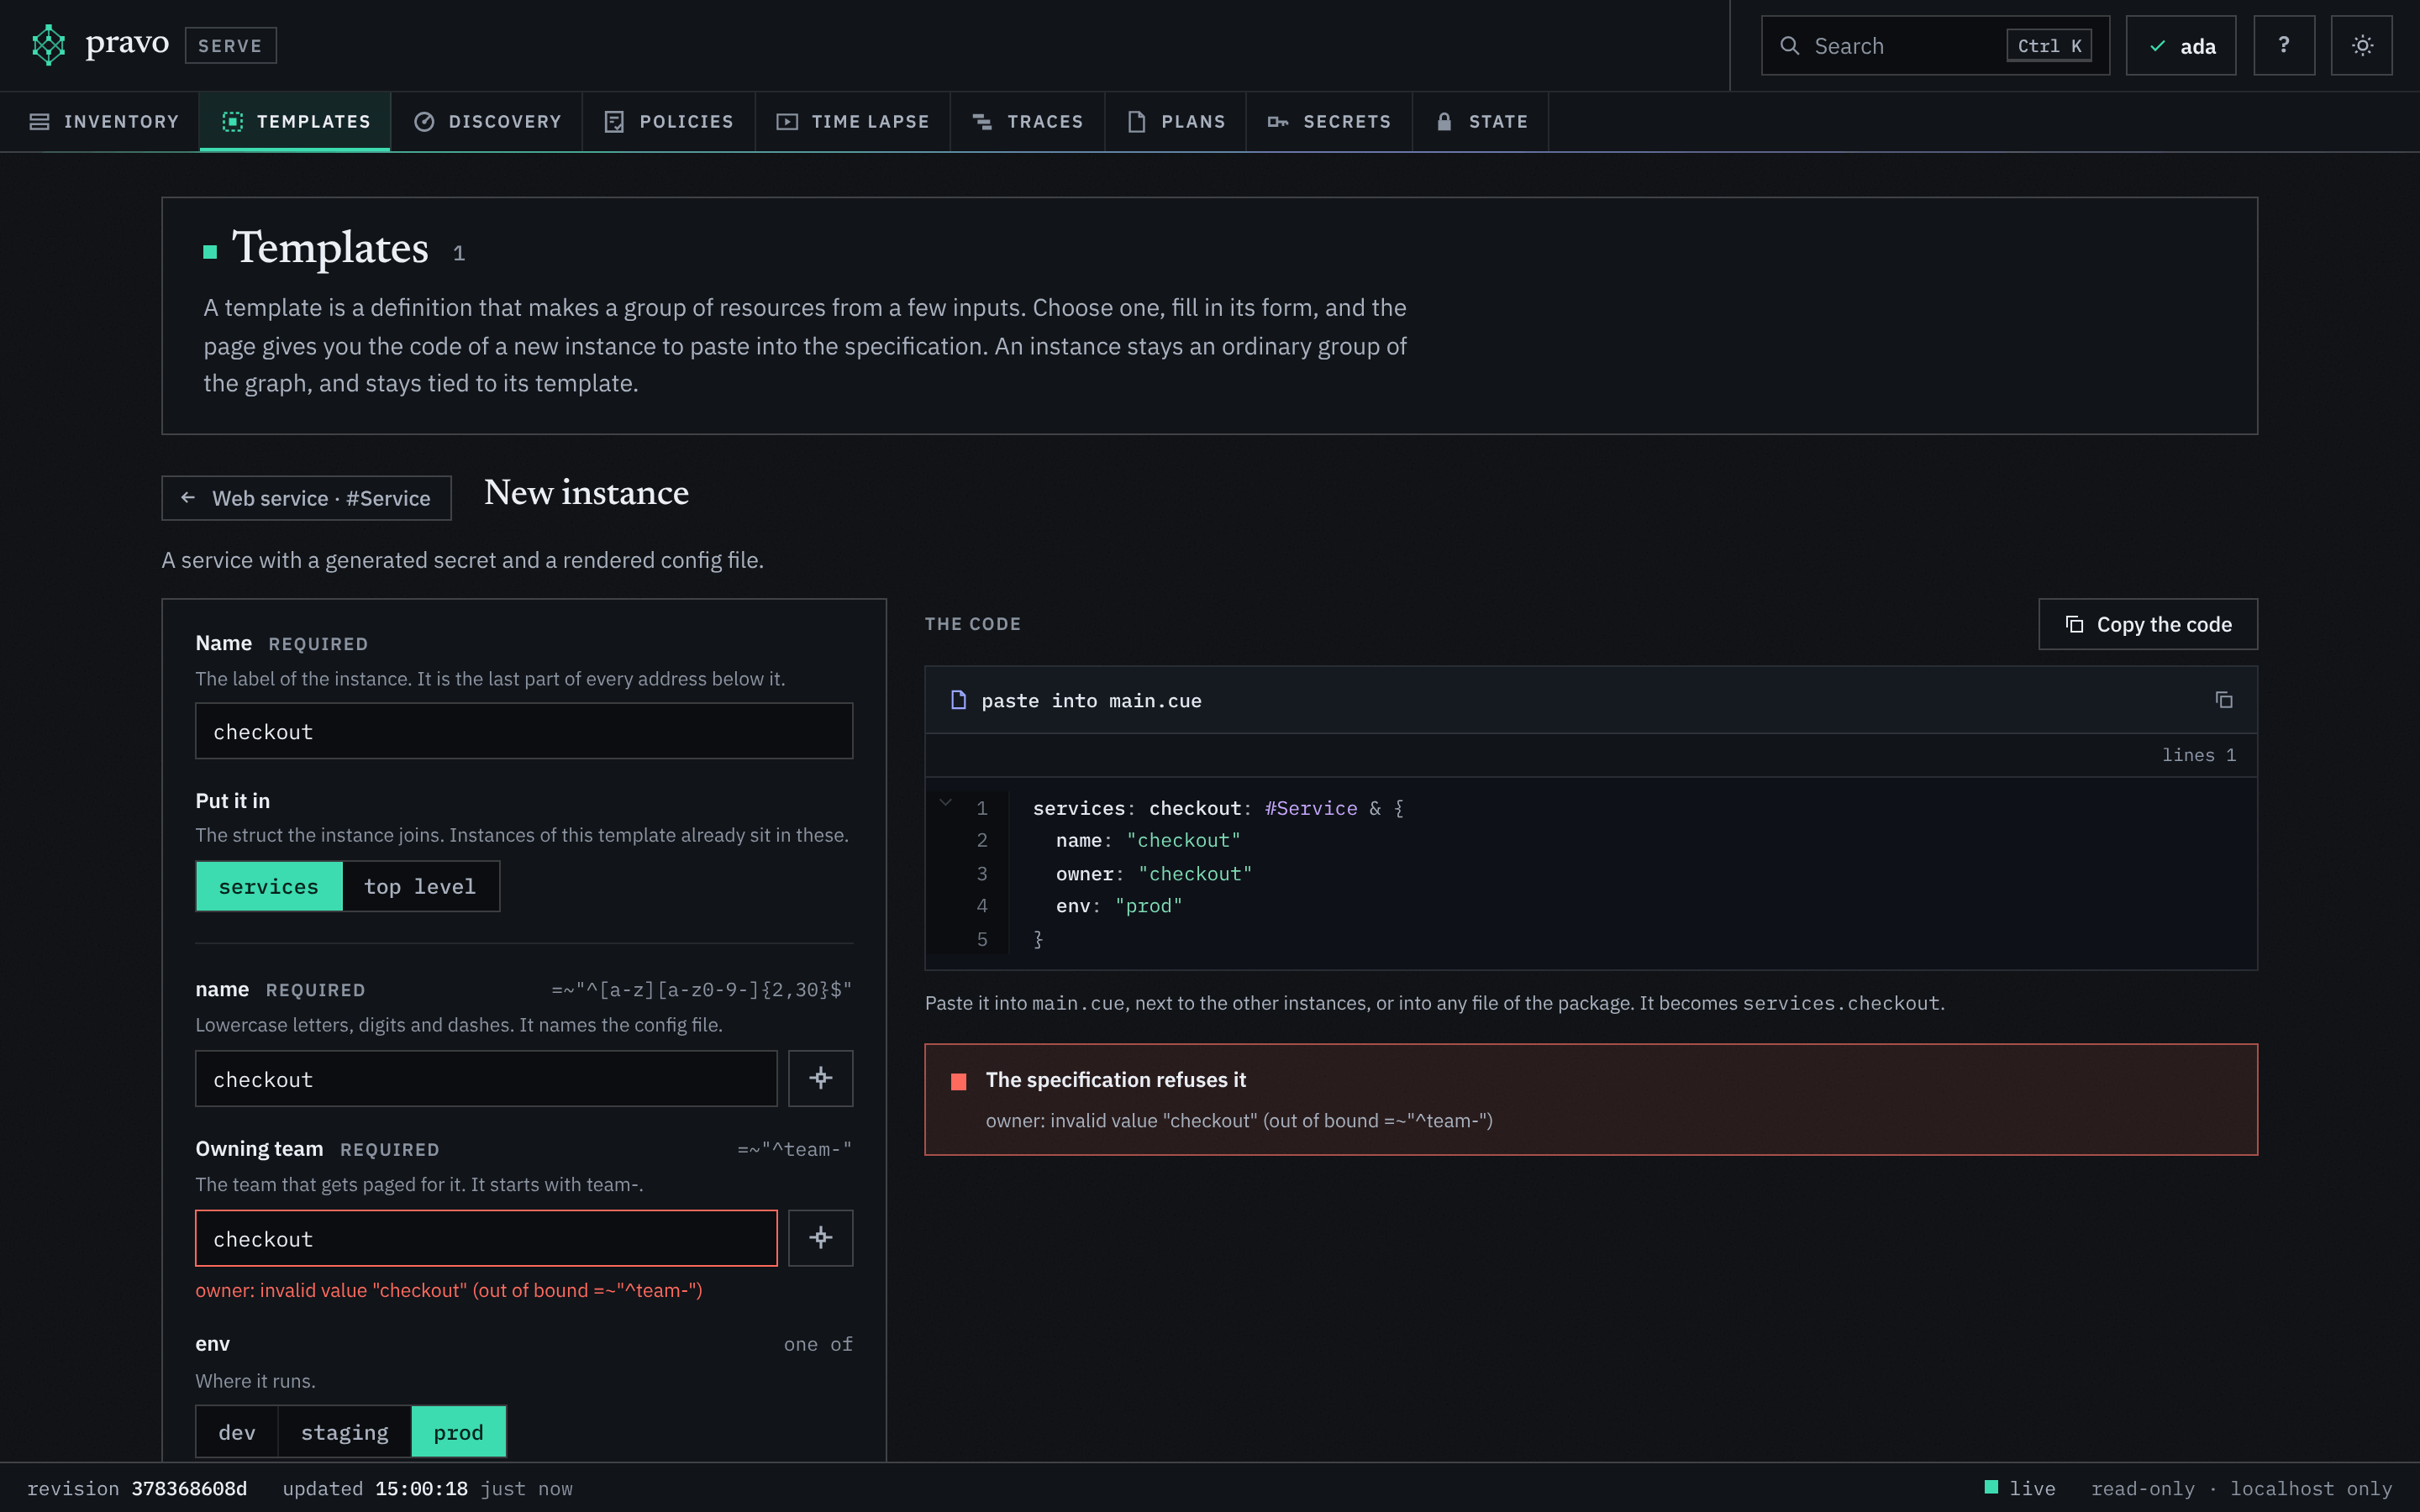 pravo SERVE
Search Ctrl K
ada
?
INVENTORY
TEMPLATES
DISCOVERY
POLICIES
TIME LAPSE
TRACES
PLANS
SECRETS
STATE
Templates 1
A template is a definition that makes a group of resources from a few inputs. Choose one, fill in its form, and the
page gives you the code of a new instance to paste into the specification. An instance stays an ordinary group of
the graph, and stays tied to its template.
← Web service · #Service
New instance
A service with a generated secret and a rendered config file.
Name REQUIRED
The label of the instance. It is the last part of every address below it.
checkout
Put it in
The struct the instance joins. Instances of this template already sit in these.
services top level
name REQUIRED =~"^[a-z][a-z0-9-]{2,30}$"
Lowercase letters, digits and dashes. It names the config file.
checkout
Owning team REQUIRED =~"^team-"
The team that gets paged for it. It starts with team-.
checkout
owner: invalid value "checkout" (out of bound =~"^team-")
env one of
Where it runs.
dev staging prod
THE CODE
Copy the code
paste into main.cue
lines 1
1 services: checkout: #Service & {
2 name: "checkout"
3 owner: "checkout"
4 env: "prod"
5 }
Paste it into main.cue, next to the other instances, or into any file of the package. It becomes services.checkout.
The specification refuses it
owner: invalid value "checkout" (out of bound =~"^team-")
revision 378368608d updated 15:00:18 just now
live read-only · localhost only